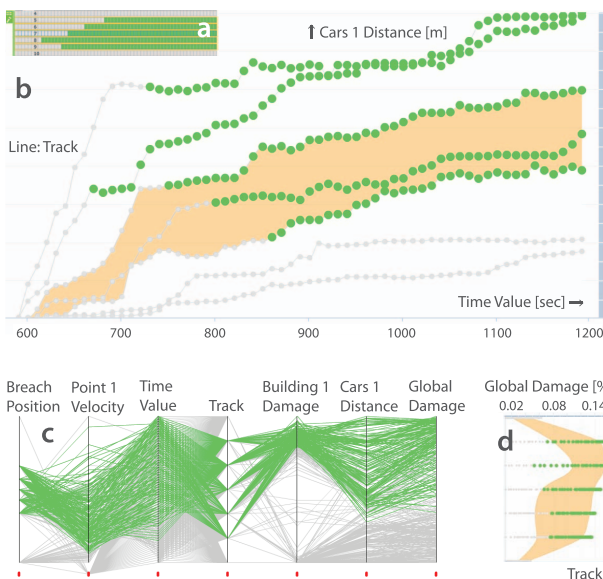 a
b
↑ Cars 1 Distance [m]
Line: Track
Time Value [sec] →
600 700 800 900 1000 1100 1200
Breach Position
Point 1 Velocity
Time Value
Track
Building 1 Damage
Cars 1 Distance
Global Damage
c
Global Damage [%
0.02 0.08 0.14
d
Track